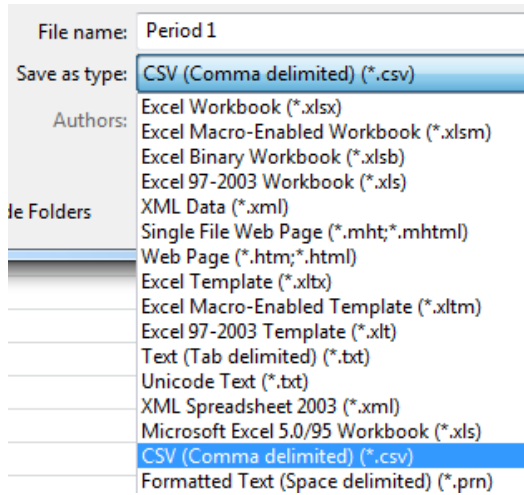 File name: Period 1
Save as type: CSV (Comma delimited) (*.csv)
Authors:
Excel Workbook (*.xlsx)
Excel Macro-Enabled Workbook (*.xlsm)
Excel Binary Workbook (*.xlsb)
Excel 97-2003 Workbook (*.xls)
XML Data (*.xml)
Single File Web Page (*.mht;*.mhtml)
Web Page (*.htm;*.html)
Excel Template (*.xltx)
Excel Macro-Enabled Template (*.xltm)
Excel 97-2003 Template (*.xlt)
Text (Tab delimited) (*.txt)
Unicode Text (*.txt)
XML Spreadsheet 2003 (*.xml)
Microsoft Excel 5.0/95 Workbook (*.xls)
CSV (Comma delimited) (*.csv)
Formatted Text (Space delimited) (*.prn)
de Folders